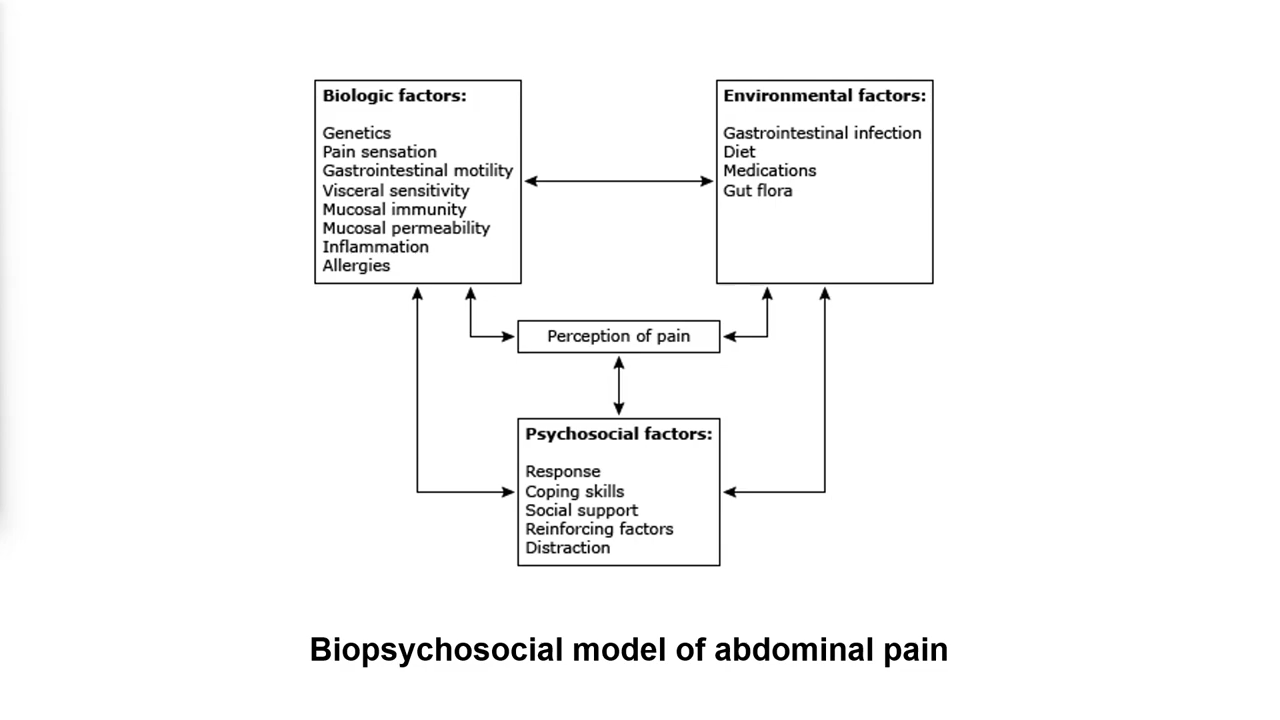 Biologic factors:
Genetics
Pain sensation
Gastrointestinal motility
Visceral sensitivity
Mucosal immunity
Mucosal permeability
Inflammation
Allergies
Environmental factors:
Gastrointestinal infection
Diet
Medications
Gut flora
Perception of pain
Psychosocial factors:
Response
Coping skills
Social support
Reinforcing factors
Distraction
Biopsychosocial model of abdominal pain